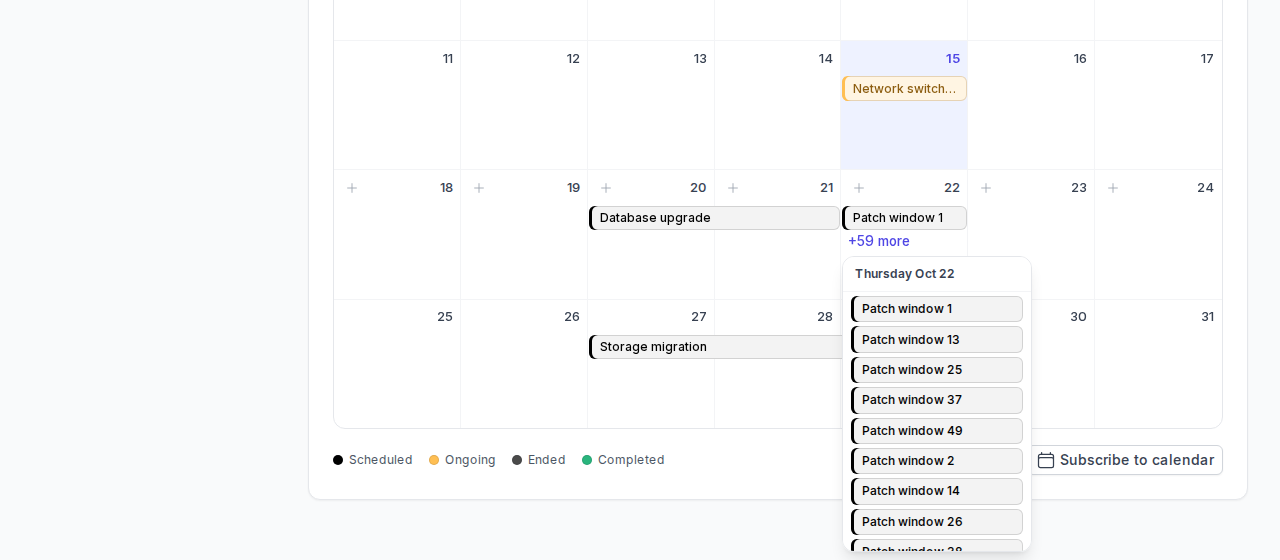 11 12 13 14 15 16 17
Network switch…
18 19 20 21 22 23 24
Database upgrade
Patch window 1
+59 more
Thursday Oct 22
Patch window 1
Patch window 13
Patch window 25
Patch window 37
Patch window 49
Patch window 2
Patch window 14
Patch window 26
25 26 27 28 30 31
Storage migration
Scheduled Ongoing Ended Completed
Subscribe to calendar